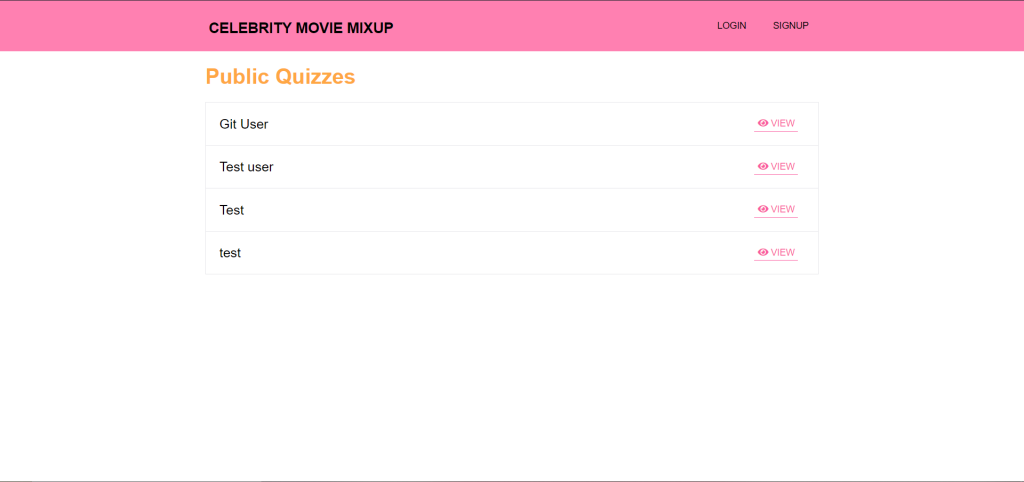 CELEBRITY MOVIE MIXUP LOGIN SIGNUP
Public Quizzes
Git User VIEW
Test user VIEW
Test VIEW
test VIEW